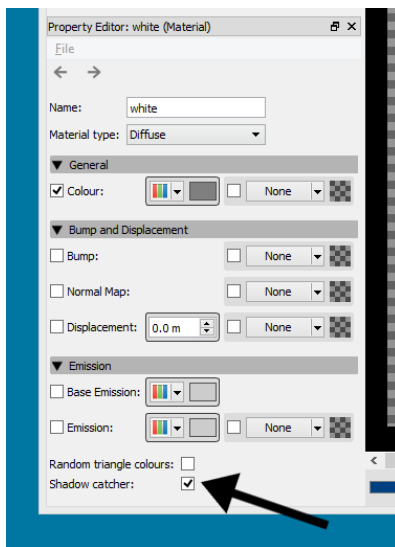 Property Editor: white (Material)
File
Name: white
Material type: Diffuse
General
Colour: None
Bump and Displacement
Bump: None
Normal Map: None
Displacement: 0.0 m None
Emission
Base Emission:
Emission: None
Random triangle colours:
Shadow catcher: